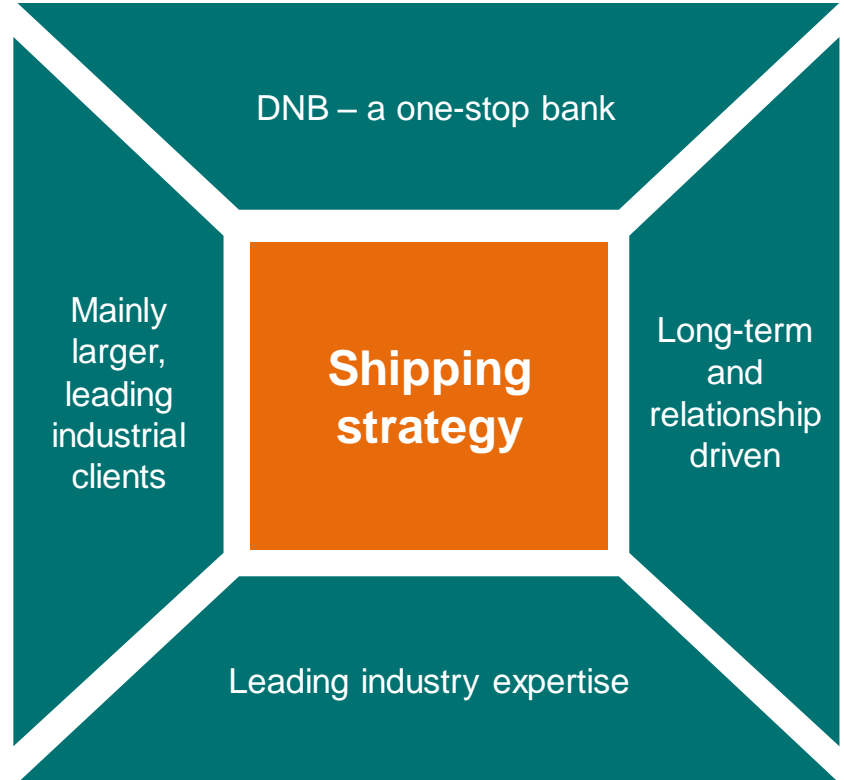 DNB – a one-stop bank
Mainly
larger,
leading
industrial
clients
Shipping
strategy
Long-term
and
relationship
driven
Leading industry expertise